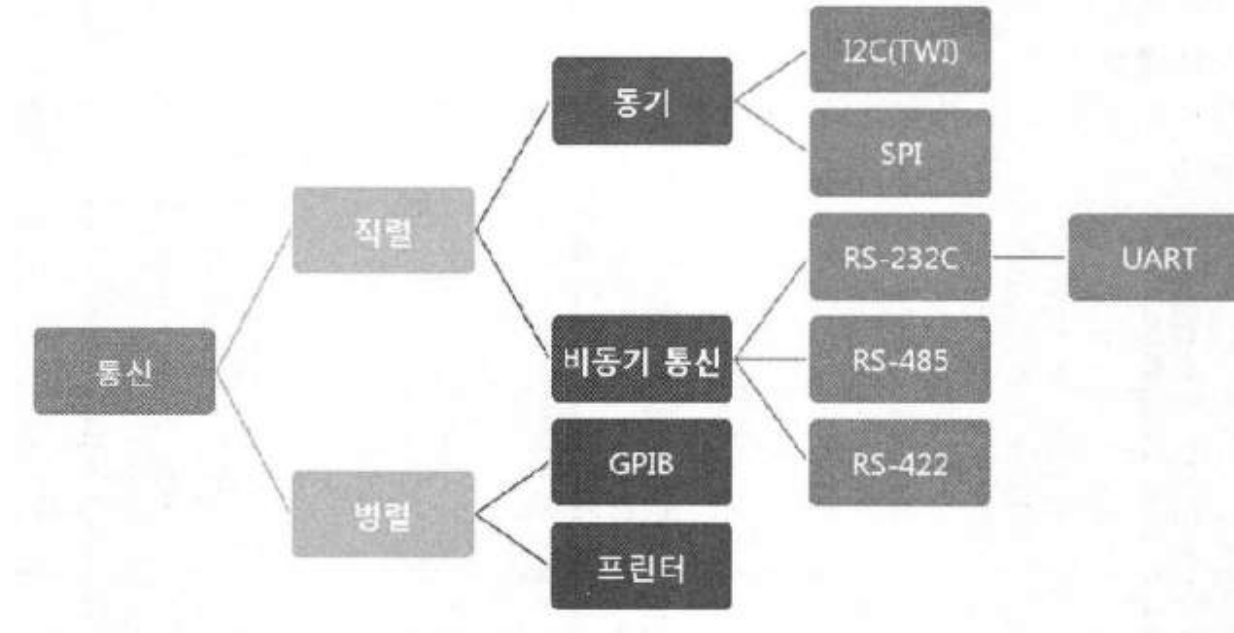 통신
직렬
병렬
동기
비동기 통신
GPIB
프린터
I2C(TWI)
SPI
RS-232C
RS-485
RS-422
UART